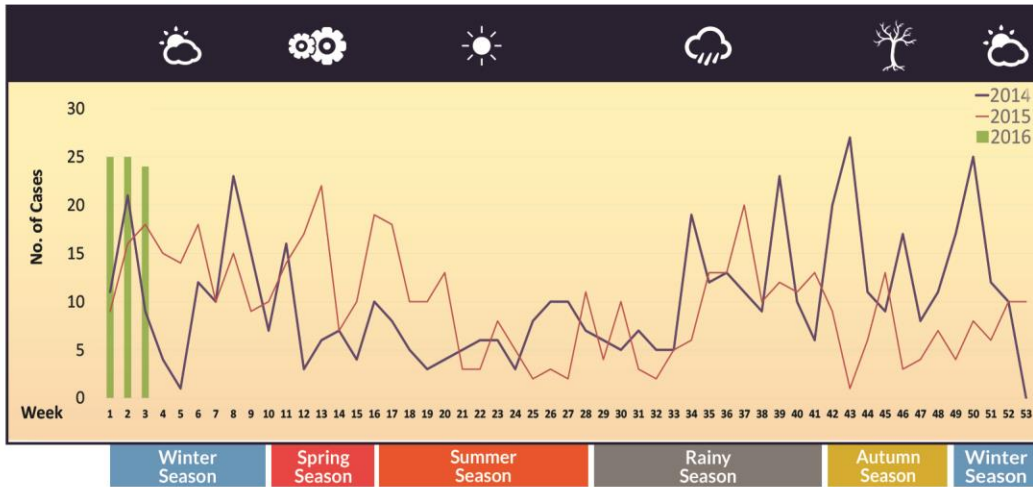 30
2014
2015
25
2016
20
15
10
5
0
No. of Cases
Week 1 2 3 4 5 6 7 8 9 10 11 12 13 14 15 16 17 18 19 20 21 22 23 24 25 26 27 28 29 30 31 32 33 34 35 36 37 38 39 40 41 42 43 44 45 46 47 48 49 50 51 52 53
Winter
Season
Spring
Season
Summer
Season
Rainy
Season
Autumn
Season
Winter
Season